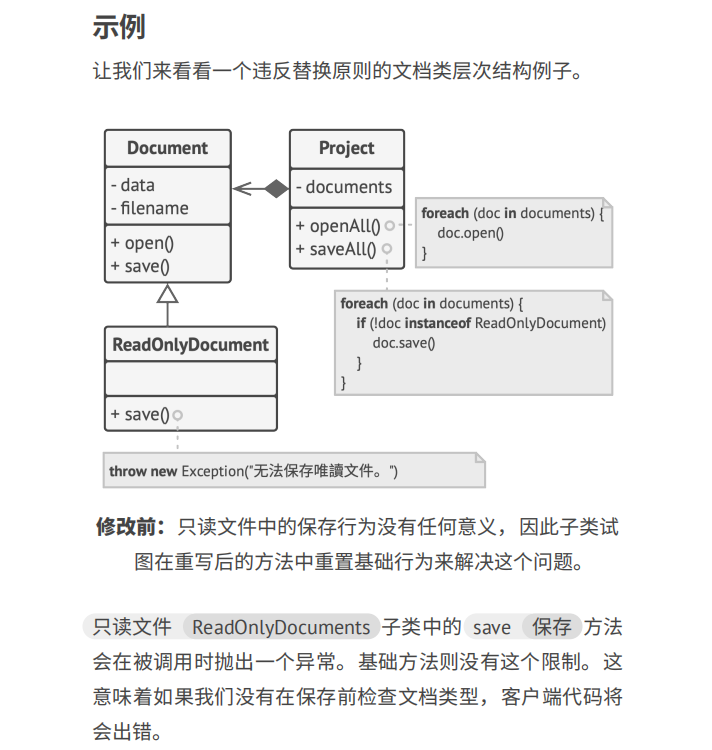 示例
让我们来看看一个违反替换原则的文档类层次结构例子。
Document
- data
- filename
+ open()
+ save()
Project
- documents
+ openAll()
+ saveAll()
foreach (doc in documents) {
doc.open()
}
foreach (doc in documents) {
if (!doc instanceof ReadOnlyDocument)
doc.save()
}
}
ReadOnlyDocument
+ save()
throw new Exception("无法保存唯讀文件。")
修改前：只读文件中的保存行为没有任何意义，因此子类试
图在重写后的方法中重置基础行为来解决这个问题。
只读文件 ReadOnlyDocuments 子类中的 save 保存 方法
会在被调用时抛出一个异常。基础方法则没有这个限制。这
意味着如果我们没有在保存前检查文档类型，客户端代码将
会出错。